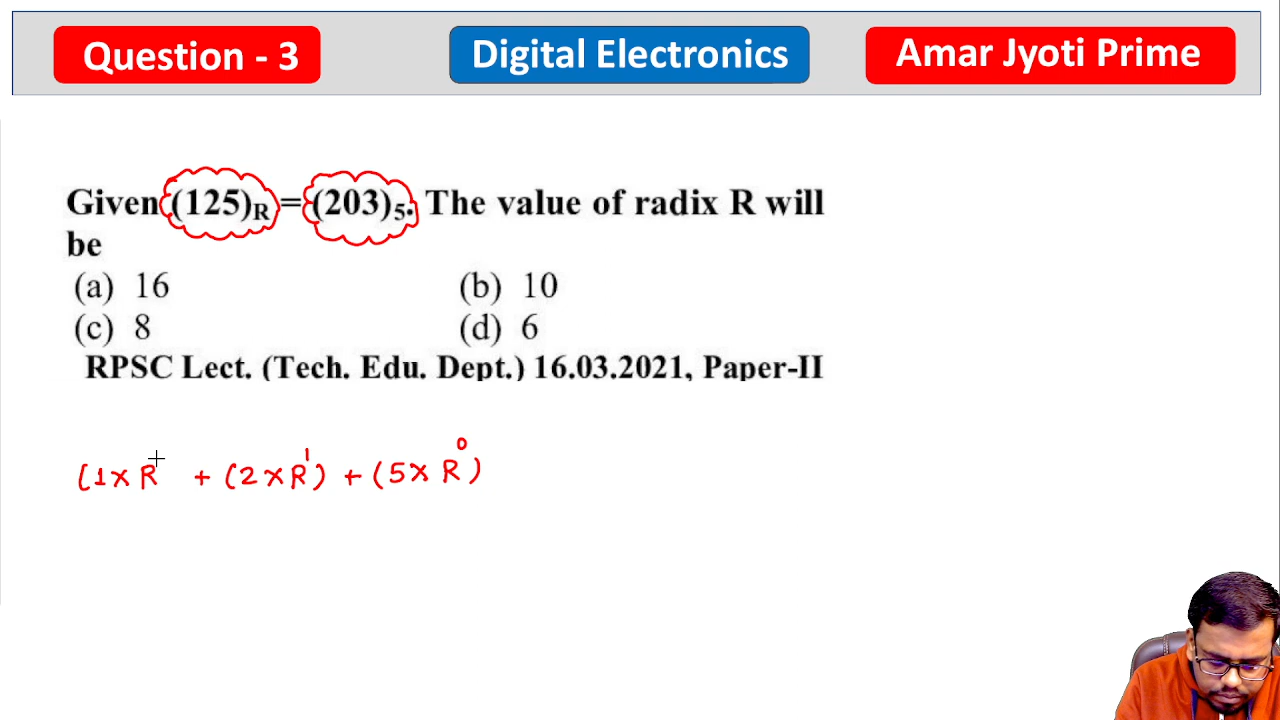 Question - 3
Digital Electronics
Amar Jyoti Prime
Given (125)R = (203)5. The value of radix R will
be
(a) 16 (b) 10
(c) 8 (d) 6
RPSC Lect. (Tech. Edu. Dept.) 16.03.2021, Paper-II
(1 × R + (2 × R¹) + (5 × R⁰)